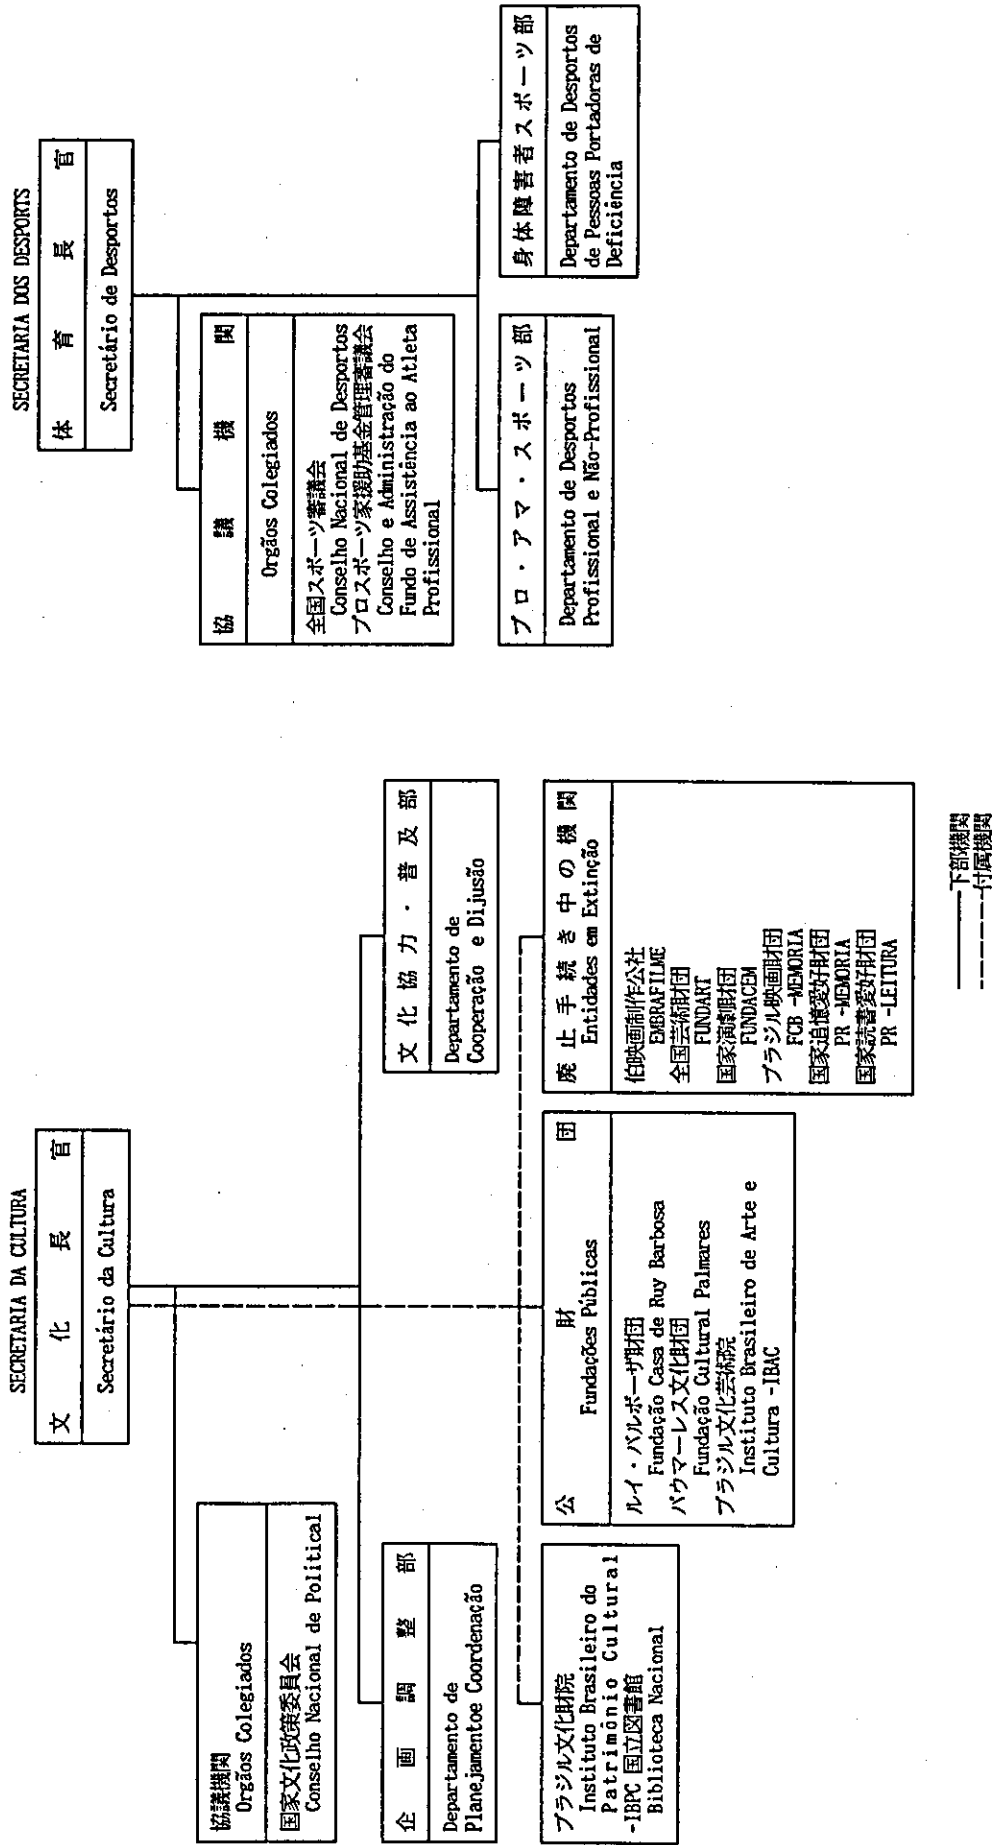 SECRETARIA DA CULTURA
文化長官
Secretário da Cultura
協議機関
Orgãos Colegiados
国家文化政策委員会
Conselho Nacional de Political
企画調整部
Departamento de
Planejamentoe Coordenação
文化協力・普及部
Departamento de
Cooperação e Dijusão
ブラジル文化財院
Instituto Brasileiro do
Patrimônio Cultural
-IBPC 国立図書館
Biblioteca Nacional
公財団
Fundações Públicas
ルイ・バルボーザ財団
Fundação Casa de Ruy Barbosa
パウマーレス文化財団
Fundação Cultural Palmares
ブラジル文化芸術院
Instituto Brasileiro de Arte e
Cultura -IBAC
廃止手続き中の機関
Entidades em Extinção
伯映画制作公社
EMBRAFILME
全国芸術財団
FUNDART
国家演劇財団
FUNDACEM
ブラジル映画財団
FCB -MEMORIA
国家追憶愛好財団
PR -MEMORIA
国家読書愛好財団
PR -LEITURA
SECRETARIA DOS DESPORTS
体育長官
Secretário de Desportos
協議機関
Orgãos Colegiados
全国スポーツ審議会
Conselho Nacional de Desportos
プロスポーツ家援助基金管理審議会
Conselho e Administração do
Fundo de Assistência ao Atleta
Profissional
プロ・アマ・スポーツ部
Departamento de Desportos
Profissional e Não-Profissional
身体障害者スポーツ部
Departamento de Desportos
de Pessoas Portadoras de
Deficiência
下部機関
付属機関